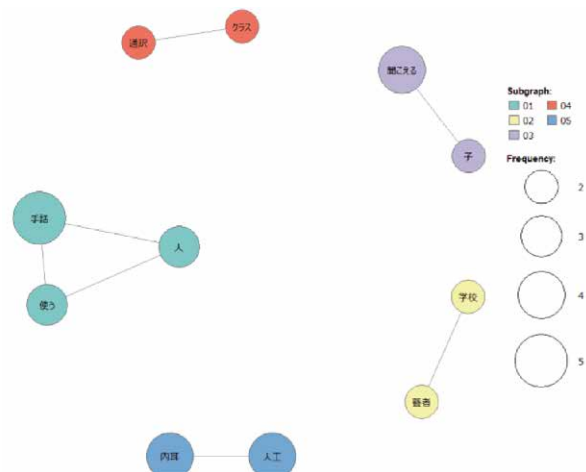 クラス
通訳
聞こえる
子
Subgraph:
01 04
02 05
03
Frequency:
2
3
4
5
手話
人
使う
学校
聾者
内耳
人工